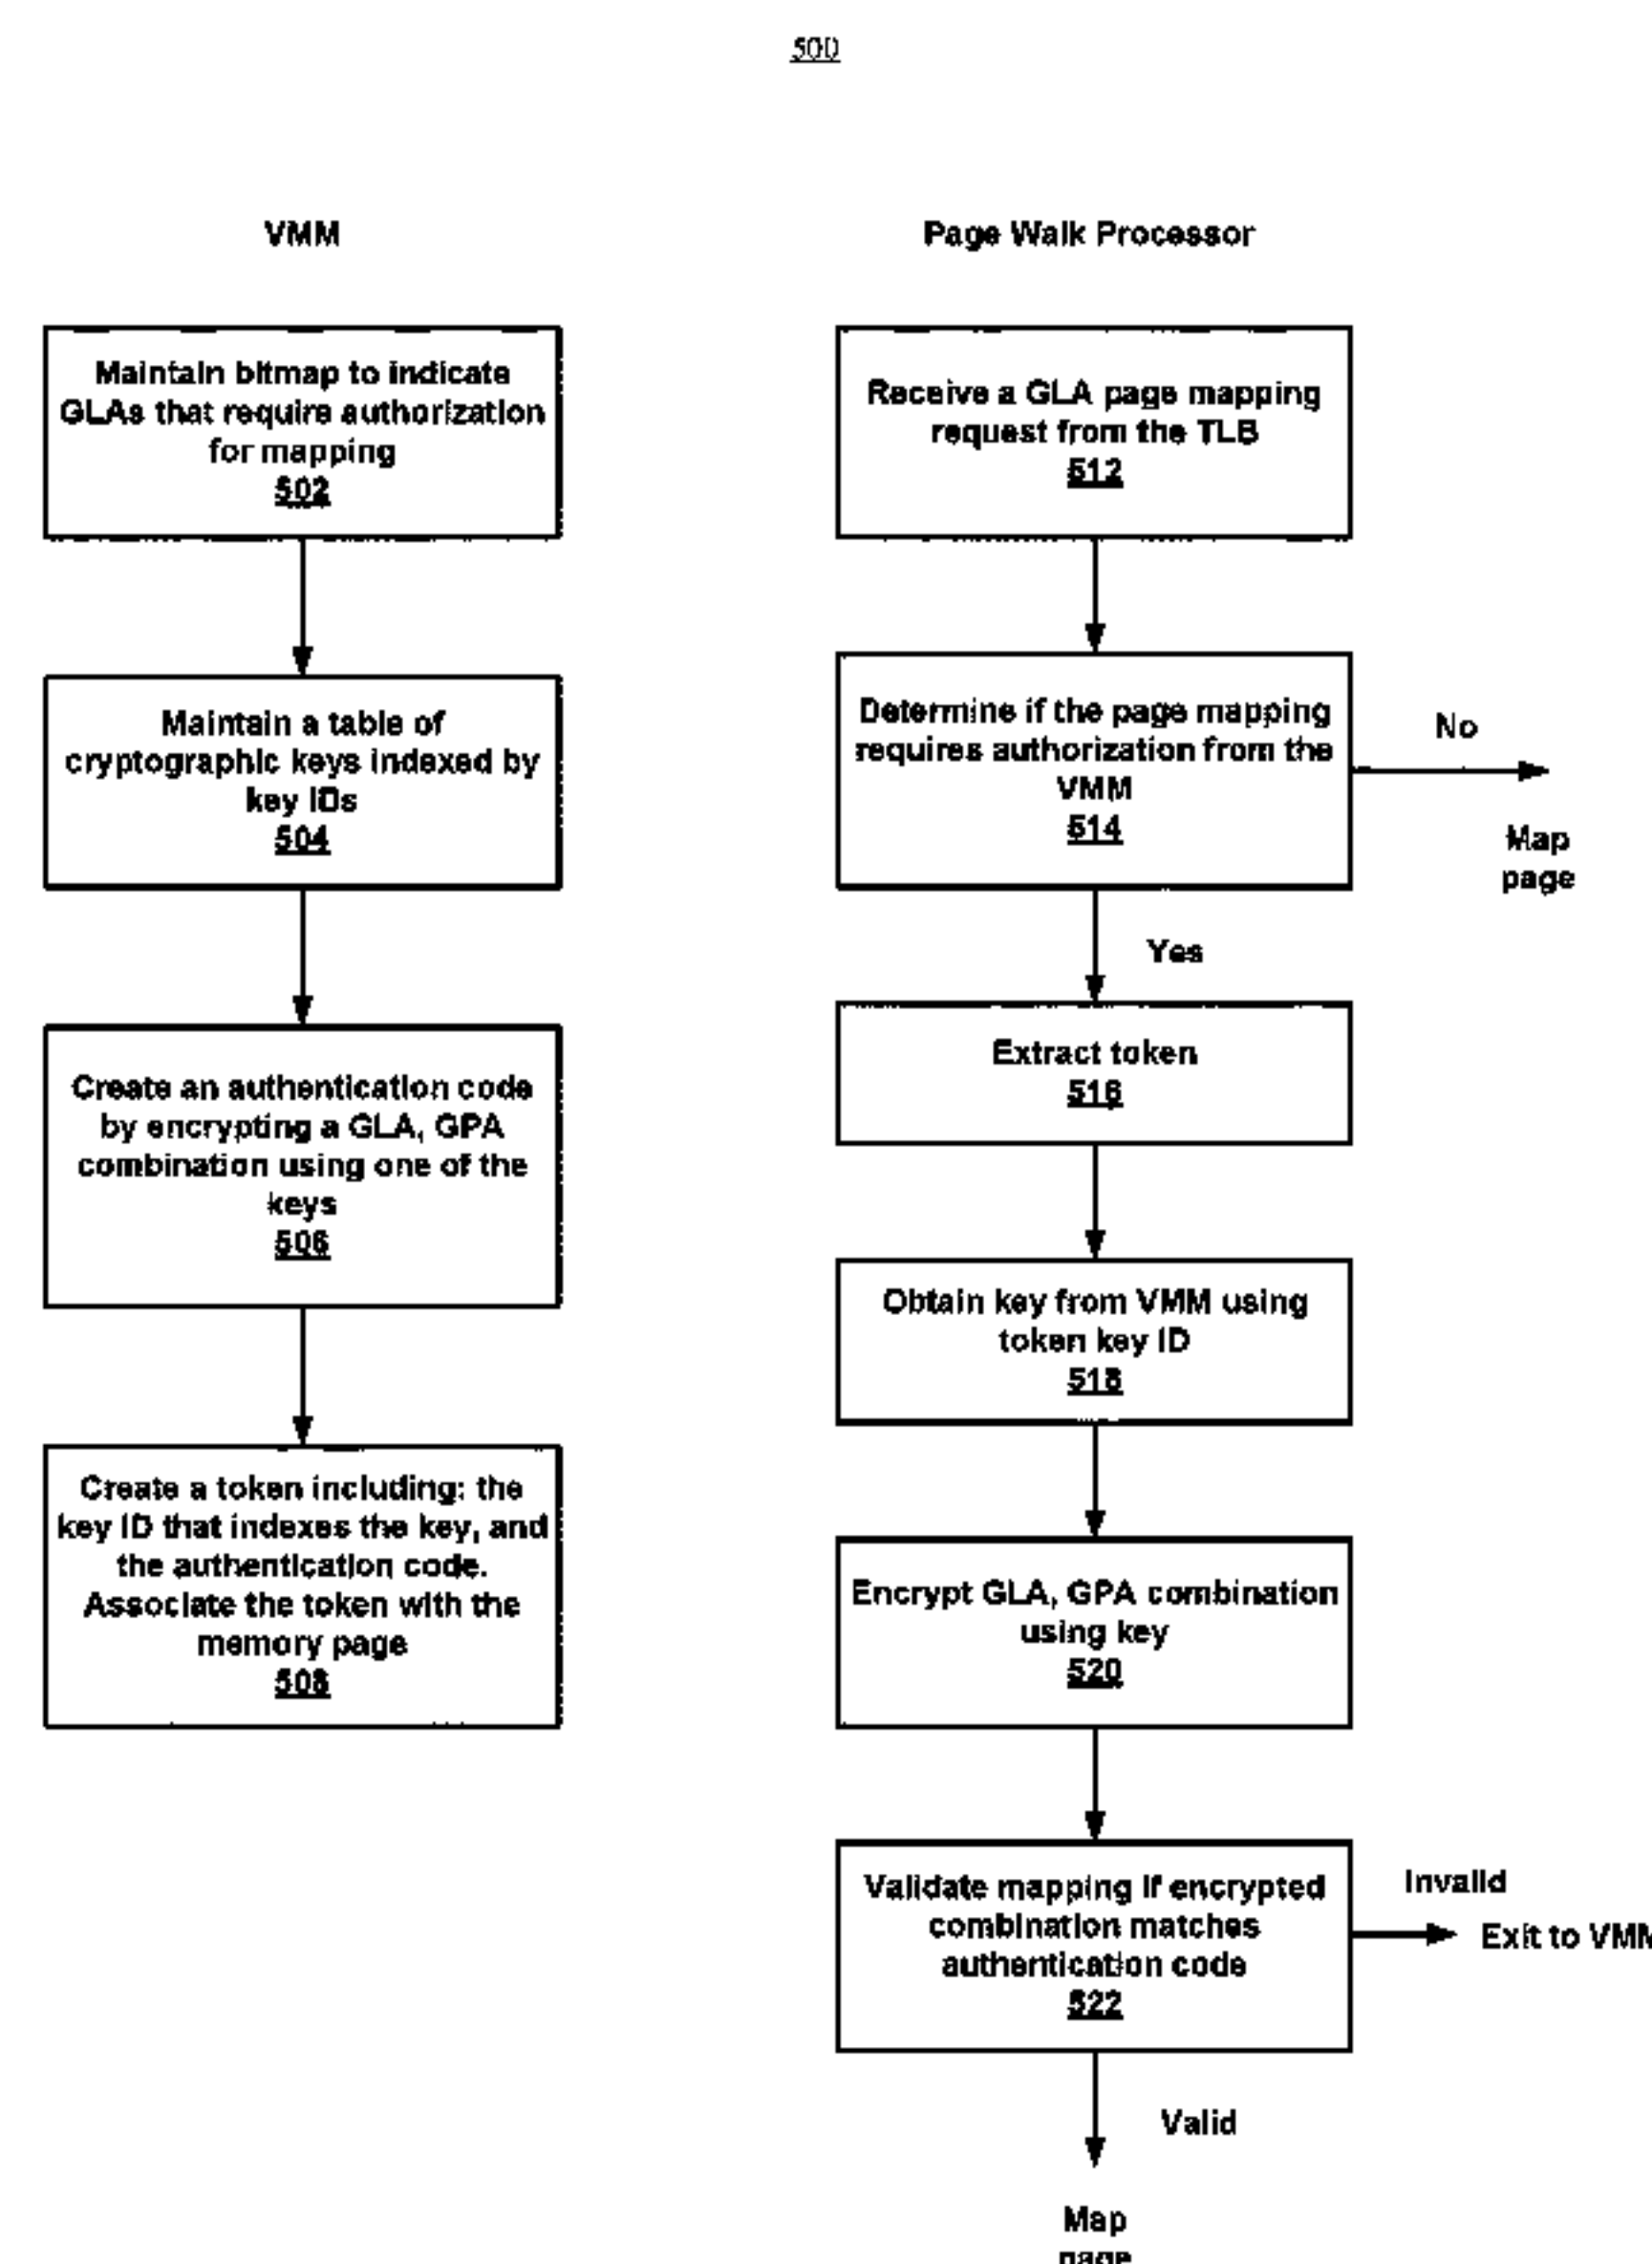 500
VMM
Maintain bitmap to indicate
GLAs that require authorization
for mapping
502
Maintain a table of
cryptographic keys indexed by
key IDs
504
Create an authentication code
by encrypting a GLA, GPA
combination using one of the
keys
506
Create a token including: the
key ID that indexes the key, and
the authentication code.
Associate the token with the
memory page
508
Page Walk Processor
Receive a GLA page mapping
request from the TLB
512
Determine if the page mapping
requires authorization from the
VMM
514
No
Map
page
Yes
Extract token
516
Obtain key from VMM using
token key ID
518
Encrypt GLA, GPA combination
using key
520
Validate mapping if encrypted
combination matches
authentication code
522
Invalid
Exit to VMM
Valid
Map
page